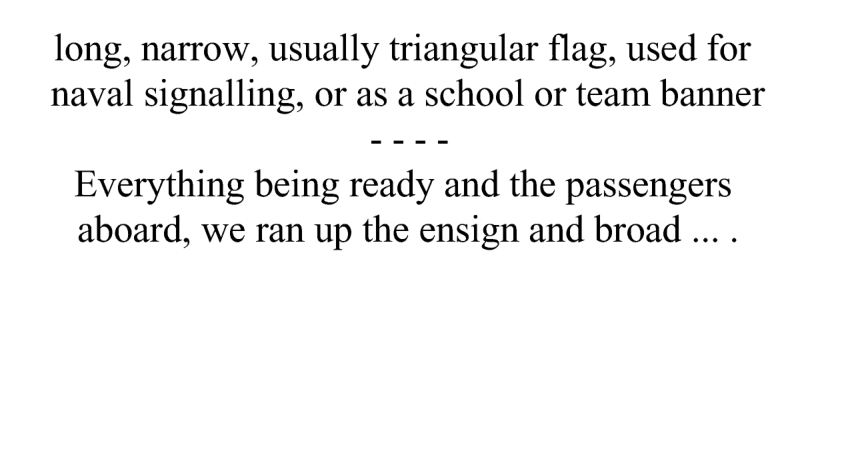 long, narrow, usually triangular flag, used for
naval signalling, or as a school or team banner
- - - -
Everything being ready and the passengers
aboard, we ran up the ensign and broad ... .